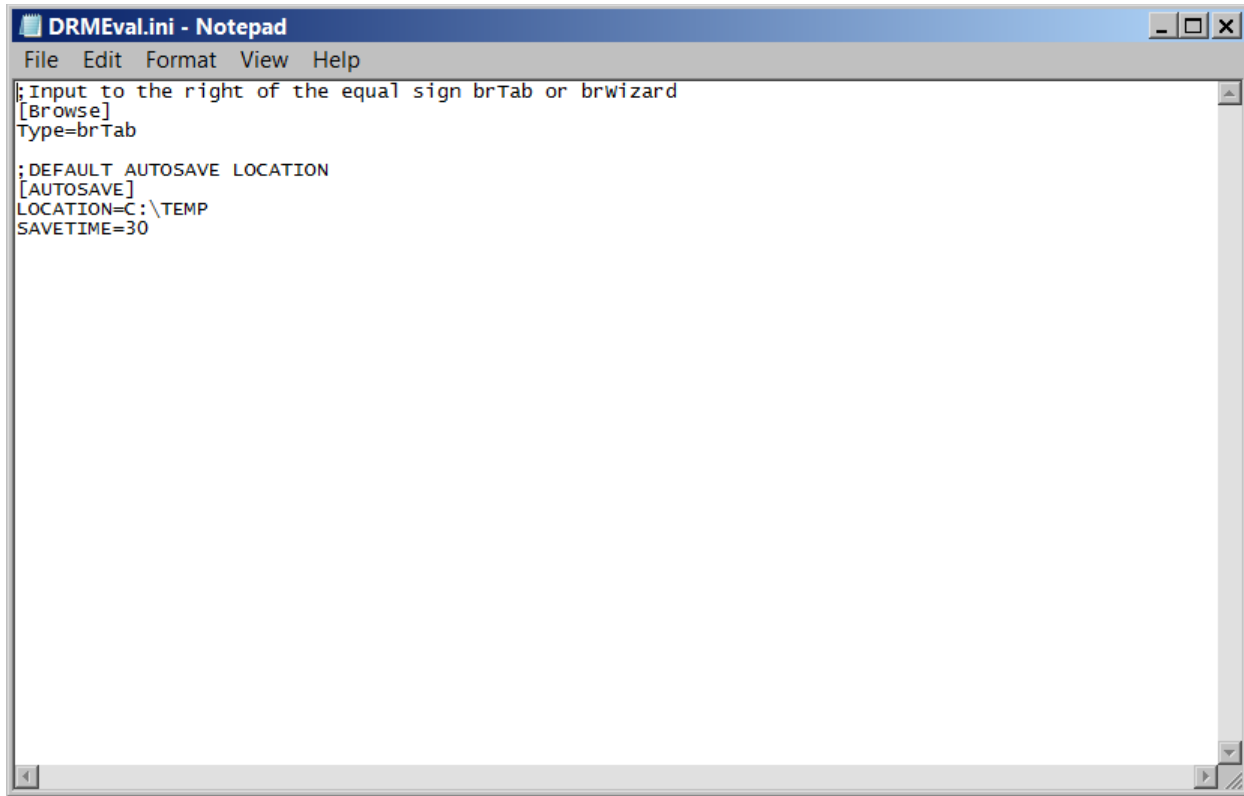 DRMEval.ini - Notepad
File Edit Format View Help
;Input to the right of the equal sign brTab or brWizard
[Browse]
Type=brTab
;DEFAULT AUTOSAVE LOCATION
[AUTOSAVE]
LOCATION=C:\TEMP
SAVETIME=30